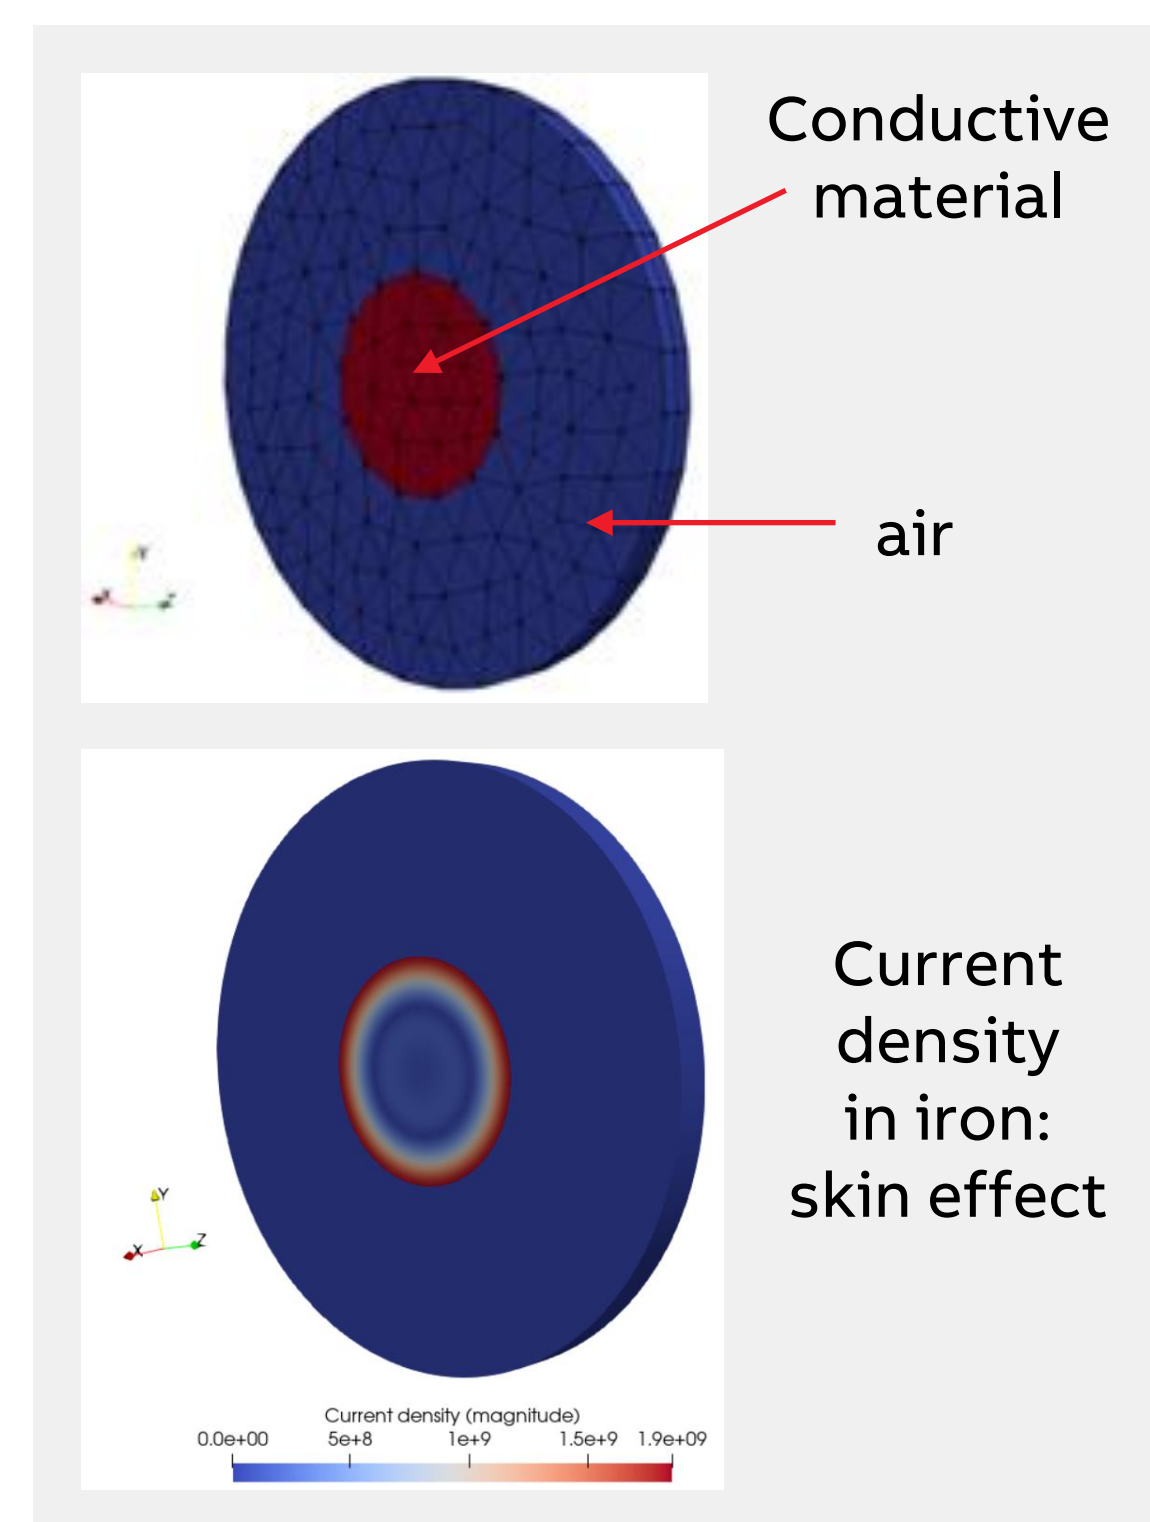 Conductive
material
air
Y
X
Z
Current
density
in iron:
skin effect
Y
X
Z
Current density (magnitude)
0.0e+00 5e+8 1e+9 1.5e+9 1.9e+09